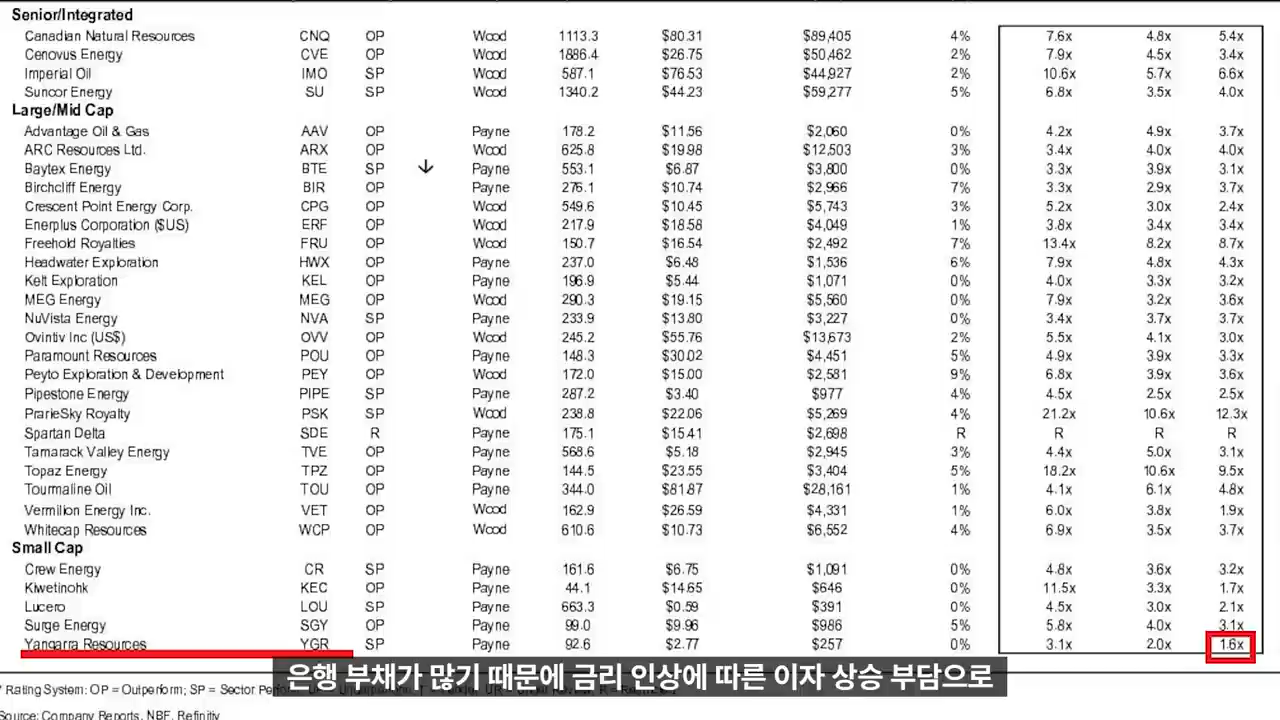 Senior/Integrated
Canadian Natural Resources CNQ OP Wood 1113.3 $80.31 $89,405 4% 7.6x 4.8x 5.4x
Cenovus Energy CVE OP Wood 1886.4 $26.75 $50,462 2% 7.9x 4.5x 3.4x
Imperial Oil IMO SP Wood 587.1 $76.53 $44,927 2% 10.6x 5.7x 6.6x
Suncor Energy SU SP Wood 1340.2 $44.23 $59,277 5% 6.8x 3.5x 4.0x
Large/Mid Cap
Advantage Oil & Gas AAV OP Payne 178.2 $11.56 $2,060 0% 4.2x 4.9x 3.7x
ARC Resources Ltd. ARX OP Wood 625.8 $19.98 $12,503 3% 3.4x 4.0x 4.0x
Baytex Energy BTE SP ↓ Payne 553.1 $6.87 $3,800 0% 3.3x 3.9x 3.1x
Birchcliff Energy BIR OP Payne 276.1 $10.74 $2,966 7% 3.3x 2.9x 3.7x
Crescent Point Energy Corp. CPG OP Wood 549.6 $10.45 $5,743 3% 5.2x 3.0x 2.4x
Enerplus Corporation ($US) ERF OP Wood 217.9 $18.58 $4,049 1% 3.8x 3.4x 3.4x
Freehold Royalties FRU OP Wood 150.7 $16.54 $2,492 7% 13.4x 8.2x 8.7x
Headwater Exploration HWX OP Payne 237.0 $6.48 $1,536 6% 7.9x 4.8x 4.3x
Kelt Exploration KEL OP Payne 196.9 $5.44 $1,071 0% 4.0x 3.3x 3.2x
MEG Energy MEG OP Wood 290.3 $19.15 $5,560 0% 7.9x 3.2x 3.6x
NuVista Energy NVA SP Payne 233.9 $13.80 $3,227 0% 3.4x 3.7x 3.7x
Ovintiv Inc (US$) OVV OP Wood 245.2 $55.76 $13,673 2% 5.5x 4.1x 3.0x
Paramount Resources POU OP Payne 148.3 $30.02 $4,451 5% 4.9x 3.9x 3.3x
Peyto Exploration & Development PEY OP Wood 172.0 $15.00 $2,581 9% 6.8x 3.9x 3.6x
Pipestone Energy PIPE SP Payne 287.2 $3.40 $977 4% 4.5x 2.5x 2.5x
PrarieSky Royalty PSK SP Wood 238.8 $22.06 $5,269 4% 21.2x 10.6x 12.3x
Spartan Delta SDE R Payne 175.1 $15.41 $2,698 R R R R
Tamarack Valley Energy TVE OP Payne 568.6 $5.18 $2,945 3% 4.4x 5.0x 3.1x
Topaz Energy TPZ OP Payne 144.5 $23.55 $3,404 5% 18.2x 10.6x 9.5x
Tourmaline Oil TOU OP Payne 344.0 $81.87 $28,161 1% 4.1x 6.1x 4.8x
Vermilion Energy Inc. VET OP Wood 162.9 $26.59 $4,331 1% 6.0x 3.8x 1.9x
Whitecap Resources WCP OP Wood 610.6 $10.73 $6,552 4% 6.9x 3.5x 3.7x
Small Cap
Crew Energy CR SP Payne 161.6 $6.75 $1,091 0% 4.8x 3.6x 3.2x
Kiwetinohk KEC OP Payne 44.1 $14.65 $646 0% 11.5x 3.3x 1.7x
Lucero LOU SP Payne 663.3 $0.59 $391 0% 4.5x 3.0x 2.1x
Surge Energy SGY OP Payne 99.0 $9.96 $986 5% 5.8x 4.0x 3.1x
Yangarra Resources YGR SP Payne 92.6 $2.77 $257 0% 3.1x 2.0x 1.6x
은행 부채가 많기 때문에 금리 인상에 따른 이자 상승 부담으로
Rating System: OP = Outperform; SP = Sector
Source: Company Reports, NBF, Refinitiv